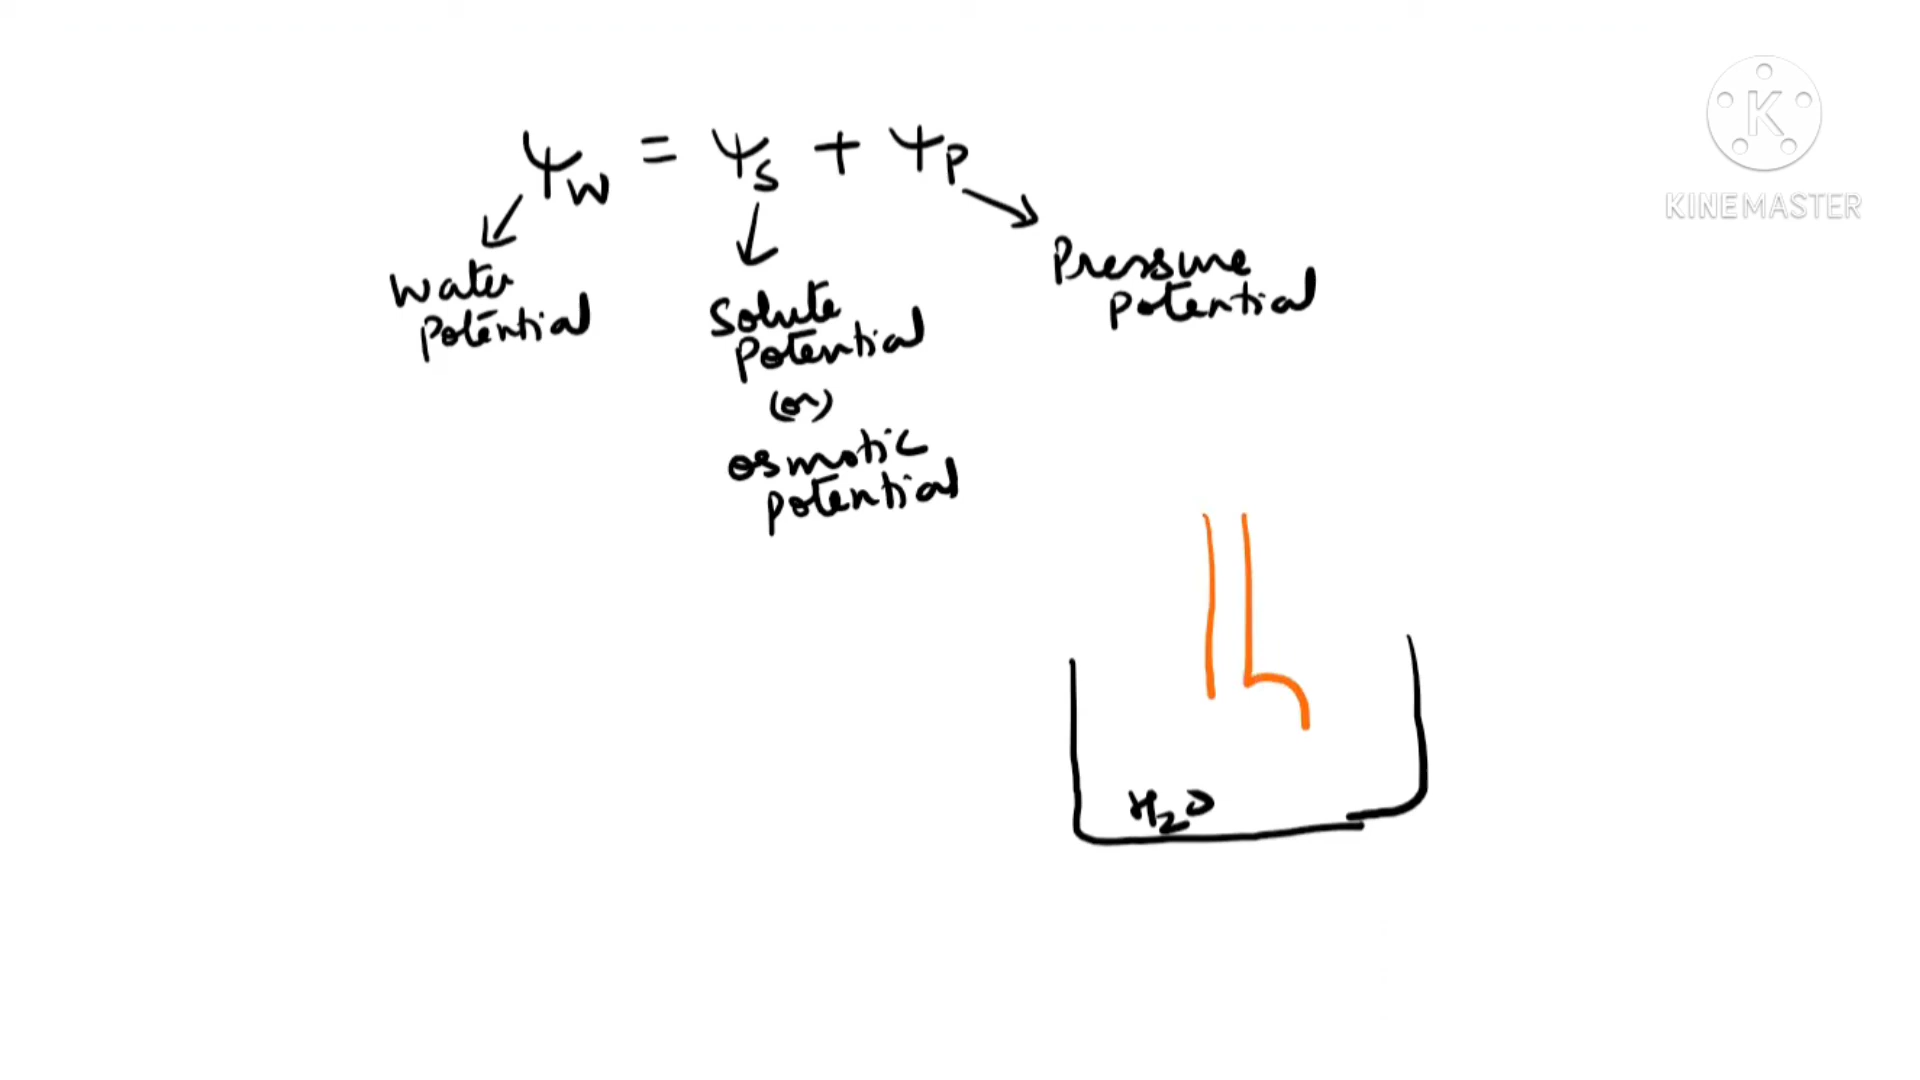 Ψw = Ψs + Ψp
Water
potential
Solute
potential
(or)
osmotic
potential
Pressure
potential
H2O
K
KINEMASTER